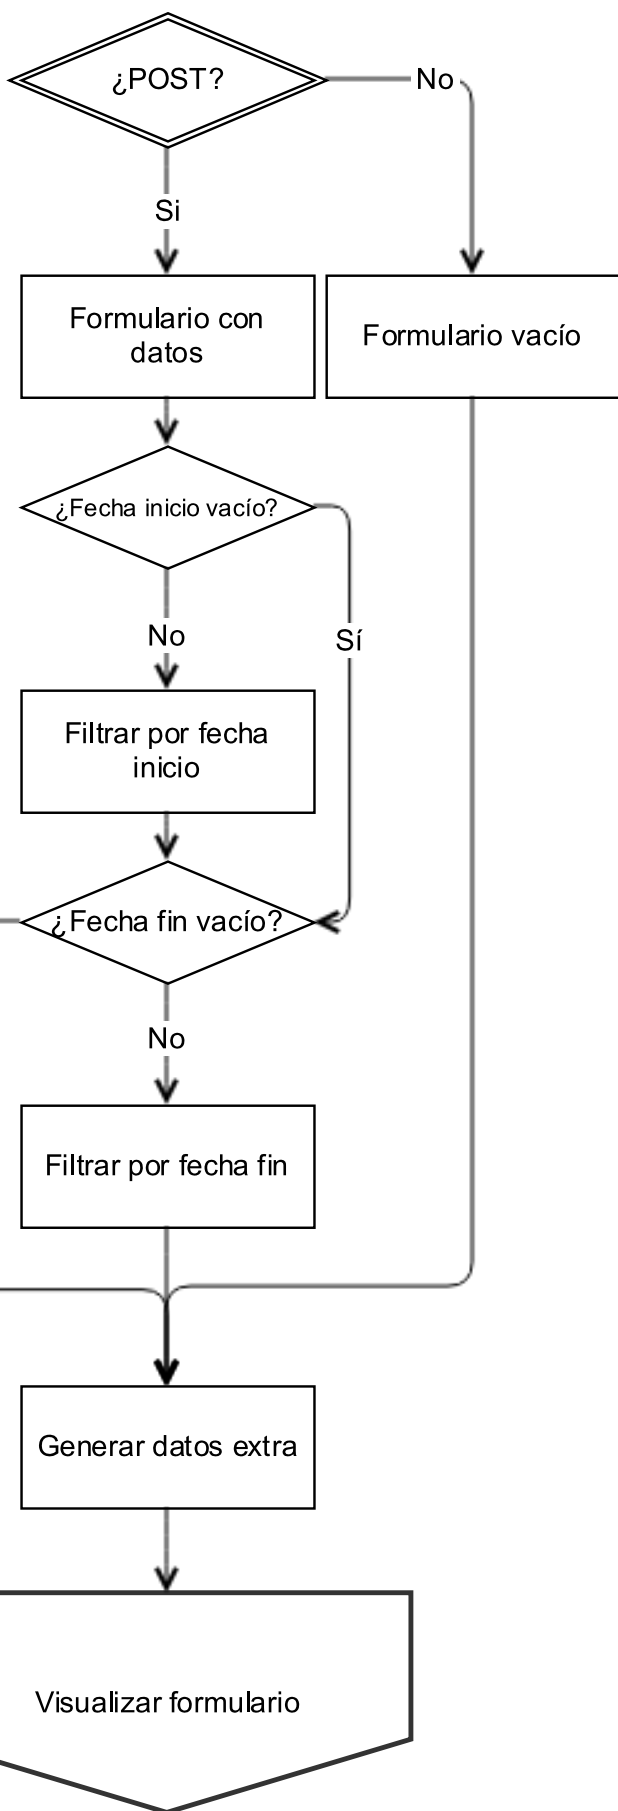 ¿POST?
No
Si
Formulario con
datos
Formulario vacío
¿Fecha inicio vacío?
No
Sí
Filtrar por fecha
inicio
¿Fecha fin vacío?
No
Filtrar por fecha fin
Generar datos extra
Visualizar formulario